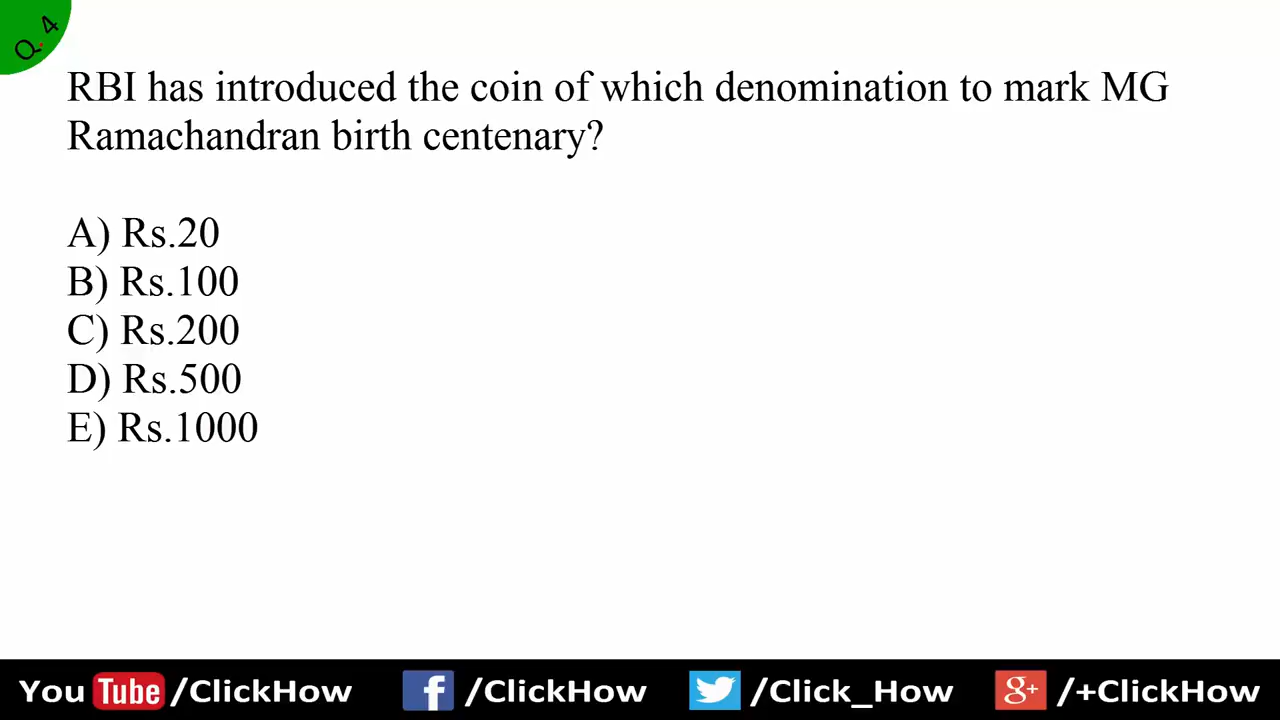 Q.4
RBI has introduced the coin of which denomination to mark MG
Ramachandran birth centenary?
A) Rs.20
B) Rs.100
C) Rs.200
D) Rs.500
E) Rs.1000
You Tube /ClickHow f /ClickHow /Click_How g+ /+ClickHow